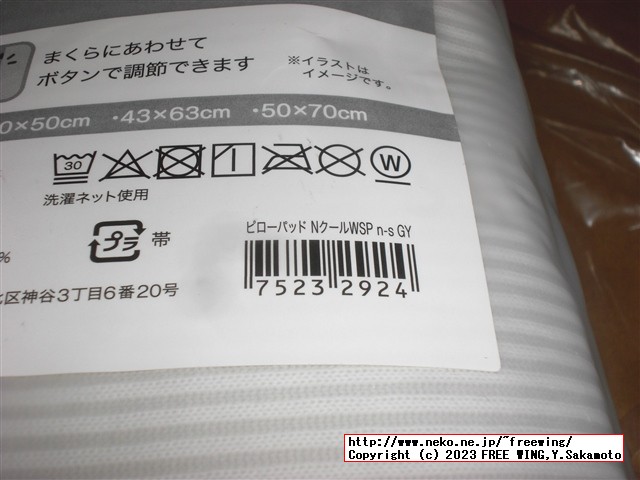 まくらにあわせて
ボタンで調節できます
※イラストは
イメージです。
0×50cm ・43×63cm ・50×70cm
30
W
洗濯ネット使用
プラ 帯
%
区神谷3丁目6番20号
ピローパッド NクールWSP n-s GY
7523 2924
http://www.neko.ne.jp/~freewing/
Copyright (c) 2023 FREE WING,Y.Sakamoto